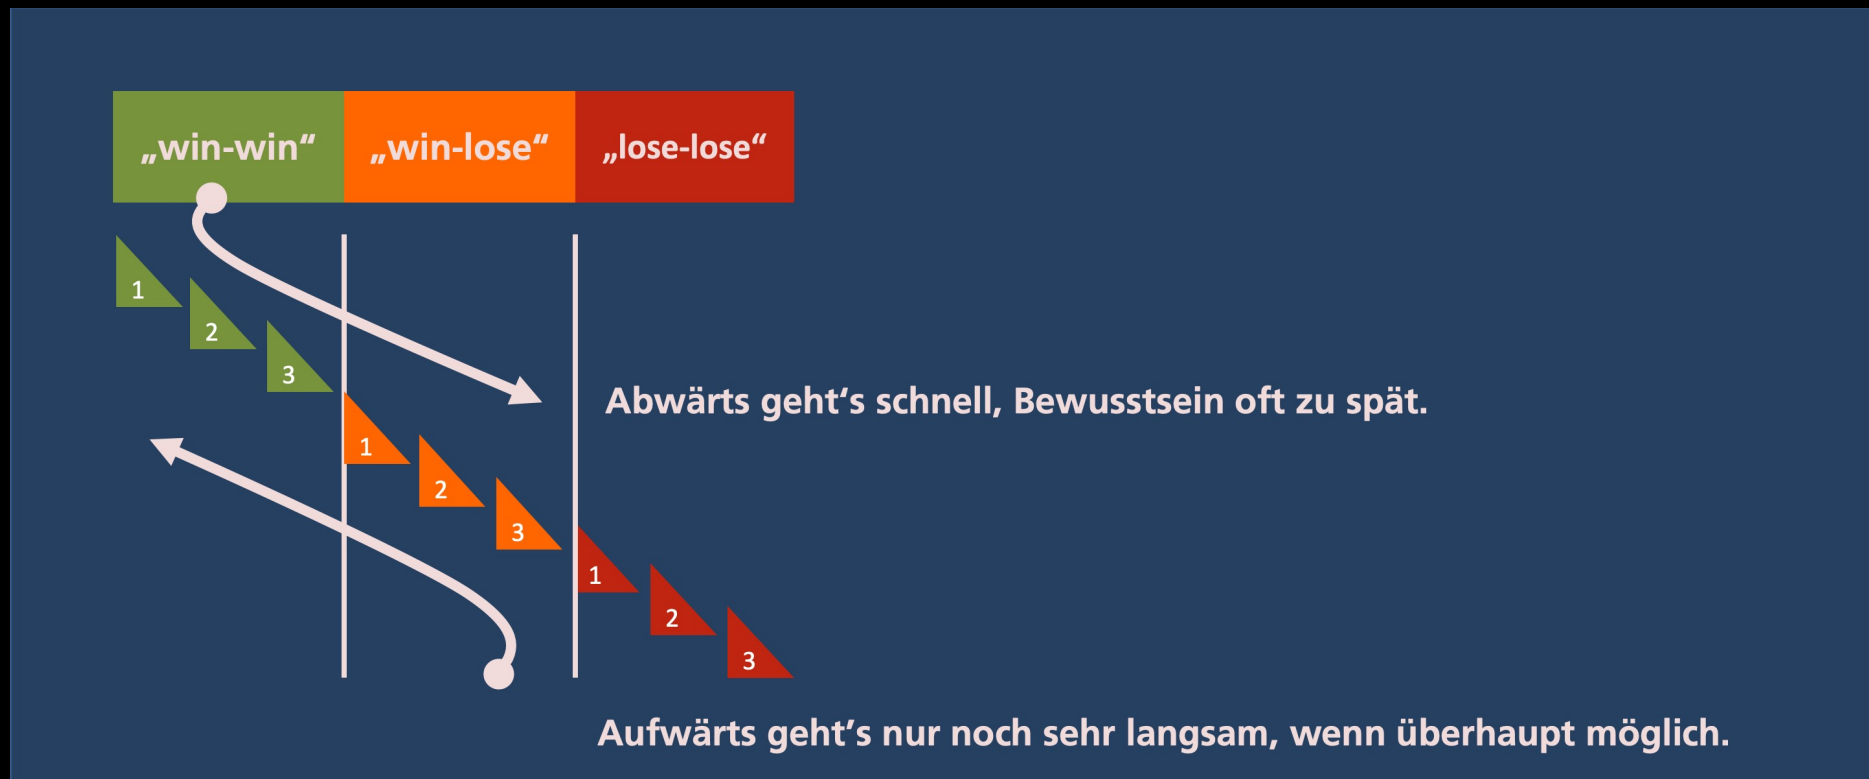 „win-win“
„win-lose“
„lose-lose“
1
2
3
1
2
3
1
2
3
Abwärts geht‘s schnell, Bewusstsein oft zu spät.
Aufwärts geht’s nur noch sehr langsam, wenn überhaupt möglich.